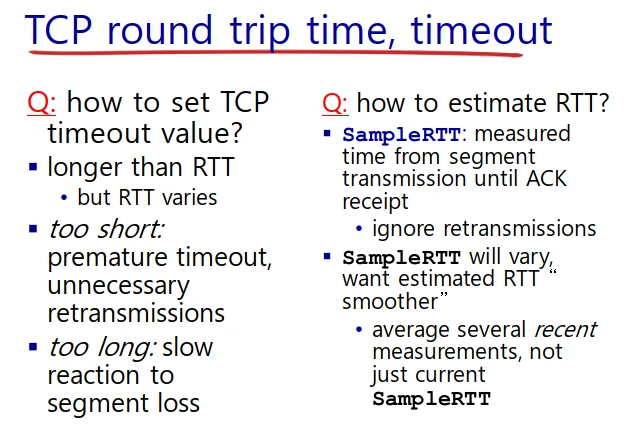 TCP round trip time, timeout
Q: how to set TCP
timeout value?
▪ longer than RTT
• but RTT varies
▪ too short:
premature timeout,
unnecessary
retransmissions
▪ too long: slow
reaction to
segment loss
Q: how to estimate RTT?
▪ SampleRTT: measured
time from segment
transmission until ACK
receipt
• ignore retransmissions
▪ SampleRTT will vary,
want estimated RTT “
smoother”
• average several recent
measurements, not
just current
SampleRTT